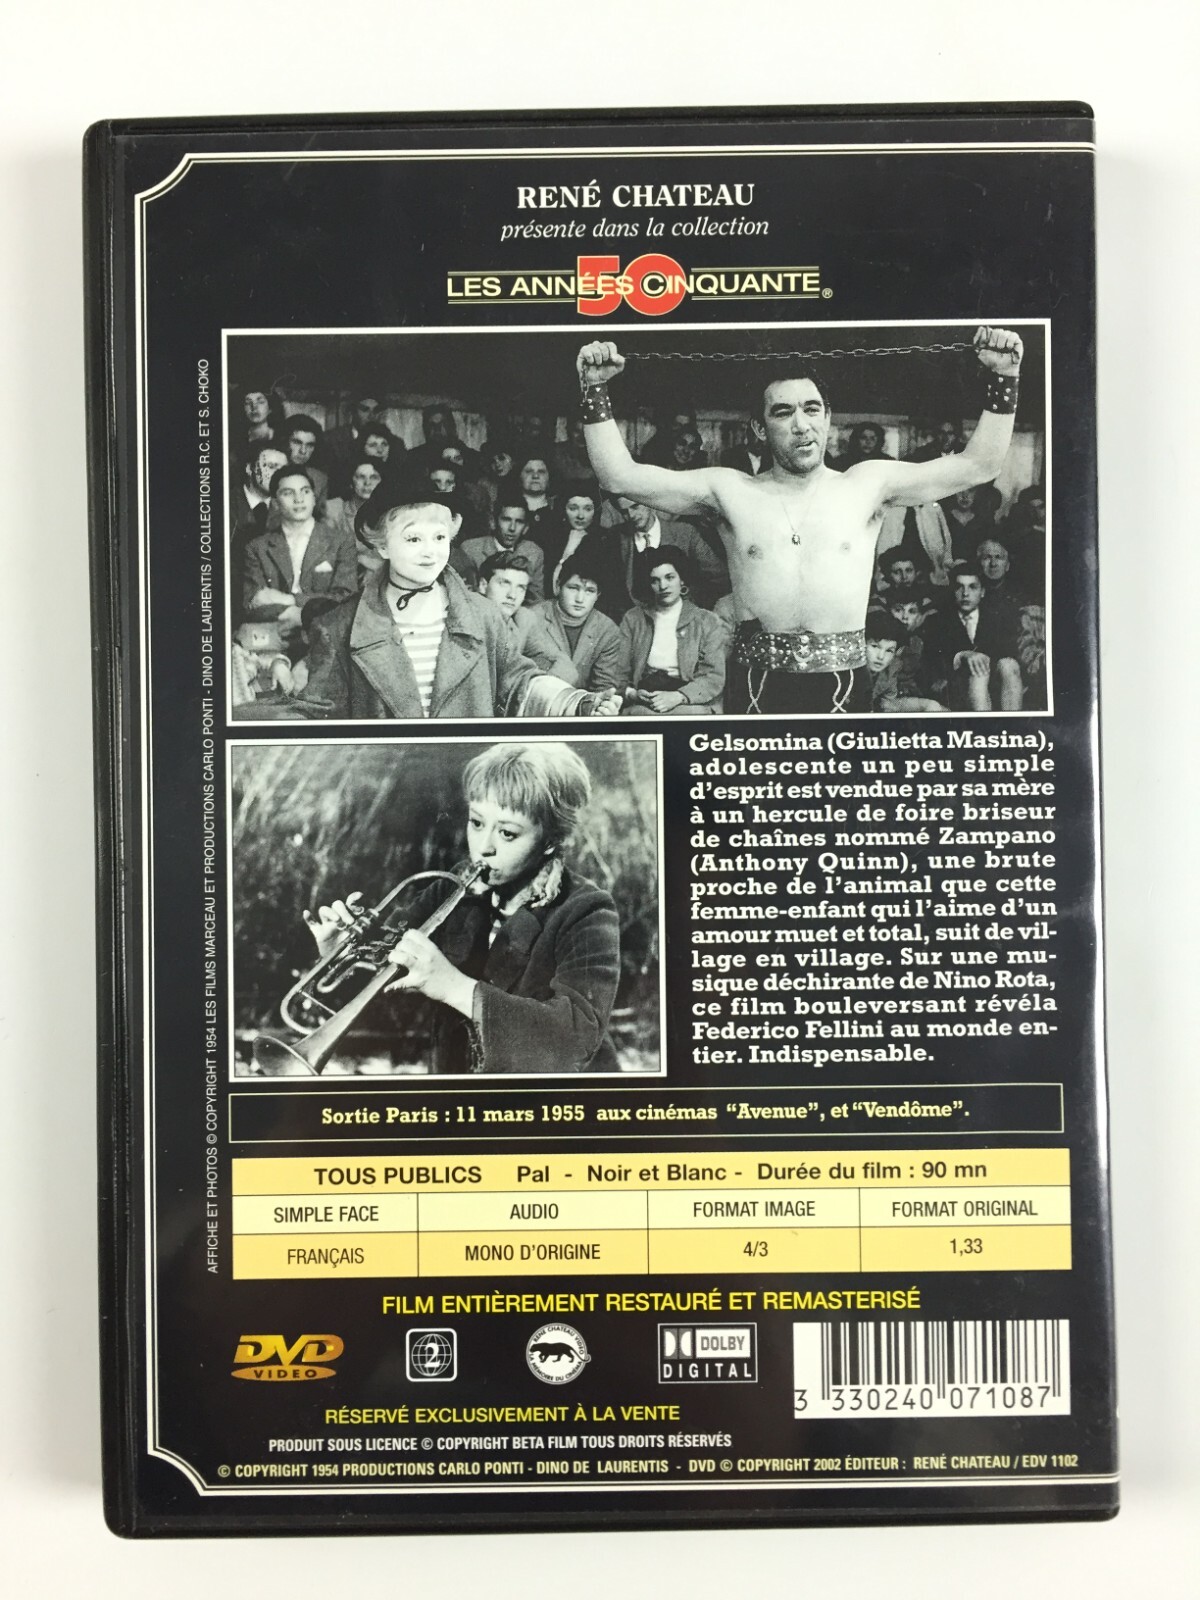 RENÉ CHATEAU
présente dans la collection
50
LES ANNÉES CINQUANTE®
AFFICHE ET PHOTOS © COPYRIGHT 1954 LES FILMS MARCEAU ET PRODUCTIONS CARLO PONTI - DINO DE LAURENTIS / COLLECTIONS R.C. ET S. CHOKO
Gelsomina (Giulietta Masina),
adolescente un peu simple
d'esprit est vendue par sa mère
à un hercule de foire briseur
de chaînes nommé Zampano
(Anthony Quinn), une brute
proche de l'animal que cette
femme-enfant qui l'aime d'un
amour muet et total, suit de vil-
lage en village. Sur une mu-
sique déchirante de Nino Rota,
ce film bouleversant révéla
Federico Fellini au monde en-
tier. Indispensable.
Sortie Paris : 11 mars 1955 aux cinémas "Avenue", et "Vendôme".
TOUS PUBLICS Pal - Noir et Blanc - Durée du film : 90 mn
SIMPLE FACE AUDIO FORMAT IMAGE FORMAT ORIGINAL
FRANÇAIS MONO D'ORIGINE 4/3 1,33
FILM ENTIÈREMENT RESTAURÉ ET REMASTERISÉ
DVD
VIDEO
2
RENÉ CHATEAU VIDÉO
LA MÉMOIRE DU CINÉMA
DOLBY
DIGITAL
3 330240 071087
RÉSERVÉ EXCLUSIVEMENT À LA VENTE
PRODUIT SOUS LICENCE © COPYRIGHT BETA FILM TOUS DROITS RÉSERVÉS
© COPYRIGHT 1954 PRODUCTIONS CARLO PONTI - DINO DE LAURENTIS - DVD © COPYRIGHT 2002 ÉDITEUR : RENÉ CHATEAU / EDV 1102